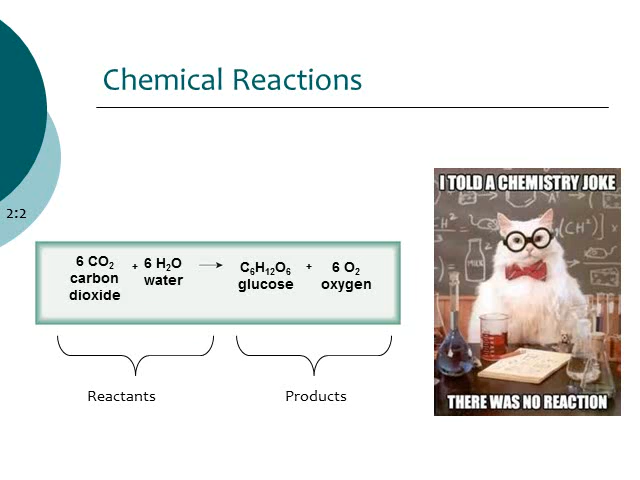 Chemical Reactions
2:2
6 CO₂ + 6 H₂O → C₆H₁₂O₆ + 6 O₂
carbon dioxide water glucose oxygen
Reactants Products
I TOLD A CHEMISTRY JOKE
MILK
THERE WAS NO REACTION